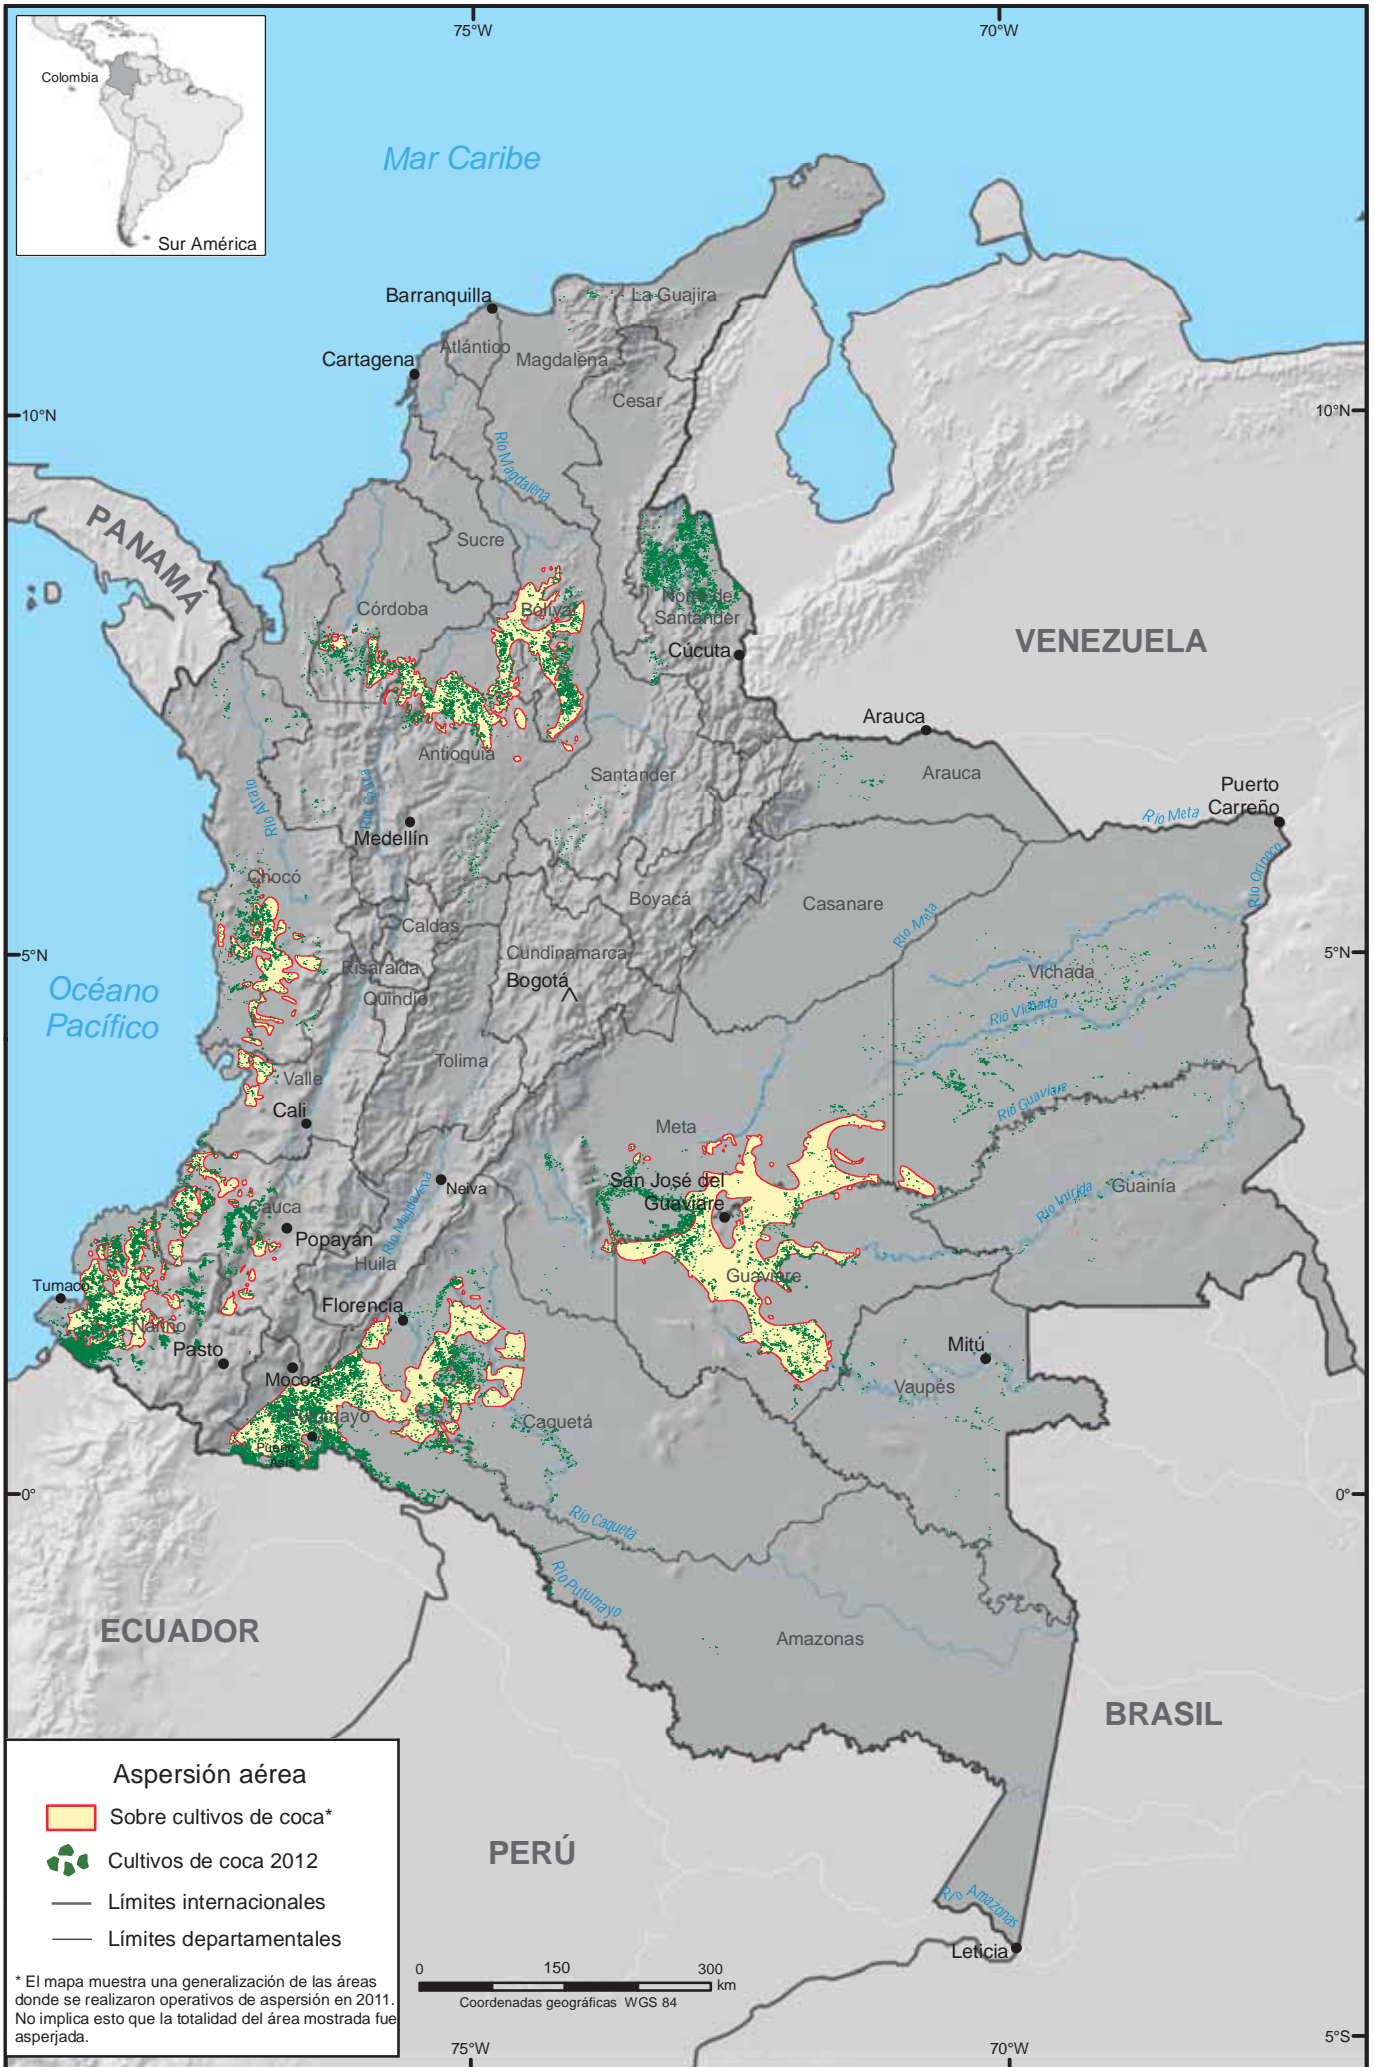 75°W
70°W
Colombia
Sur América
Mar Caribe
Barranquilla
La Guajira
Atlántico
Magdalena
Cartagena
Cesar
10°N
10°N
Río Magdalena
PANAMÁ
Sucre
Córdoba
Bolívar
Norte de
Santander
Cúcuta
VENEZUELA
Arauca
Antioquia
Santander
Arauca
Puerto
Carreño
Río Meta
Río Atrato
Río Cauca
Medellín
Río Orinoco
Chocó
Boyacá
Casanare
Caldas
Río Meta
Cundinamarca
5°N
5°N
Risaralda
Bogotá
Vichada
Océano
Pacífico
Quindío
Río Vichada
Tolima
Valle
Río Guaviare
Cali
Meta
San José del
Guaviare
Neiva
Guainía
Río Inírida
Cauca
Río Magdalena
Popayán
Huila
Guaviare
Tumaco
Florencia
Nariño
Pasto
Mitú
Mocoa
Vaupés
Putumayo
Caquetá
Puerto
Asís
0°
0°
Río Caquetá
Río Putumayo
ECUADOR
Amazonas
BRASIL
PERÚ
Río Amazonas
Leticia
Aspersión aérea
Sobre cultivos de coca*
Cultivos de coca 2012
Límites internacionales
Límites departamentales
* El mapa muestra una generalización de las áreas
donde se realizaron operativos de aspersión en 2011.
No implica esto que la totalidad del área mostrada fue
asperjada.
0 150 300
km
Coordenadas geográficas WGS 84
5°S
75°W
70°W